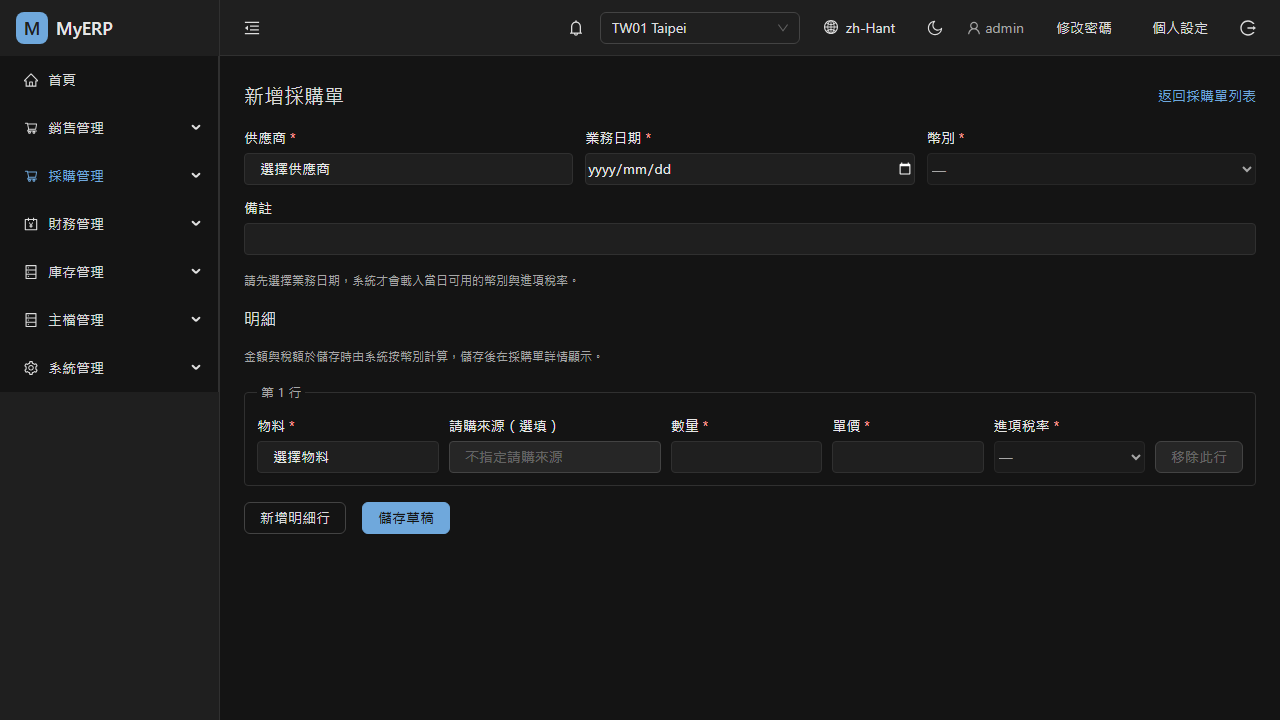 M MyERP
TW01 Taipei
zh-Hant
admin
修改密碼
個人設定
首頁
銷售管理
採購管理
財務管理
庫存管理
主檔管理
系統管理
新增採購單
返回採購單列表
供應商 *
業務日期 *
幣別 *
選擇供應商
yyyy/mm/dd
—
備註
請先選擇業務日期，系統才會載入當日可用的幣別與進項稅率。
明細
金額與稅額於儲存時由系統按幣別計算，儲存後在採購單詳情顯示。
第 1 行
物料 *
請購來源（選填）
數量 *
單價 *
進項稅率 *
選擇物料
不指定請購來源
—
移除此行
新增明細行
儲存草稿